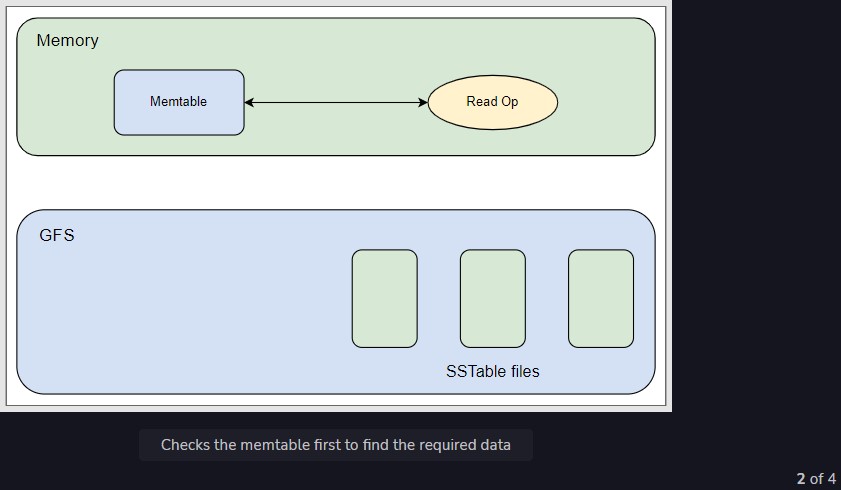 Memory
Memtable
Read Op
GFS
SSTable files
Checks the memtable first to find the required data
2 of 4